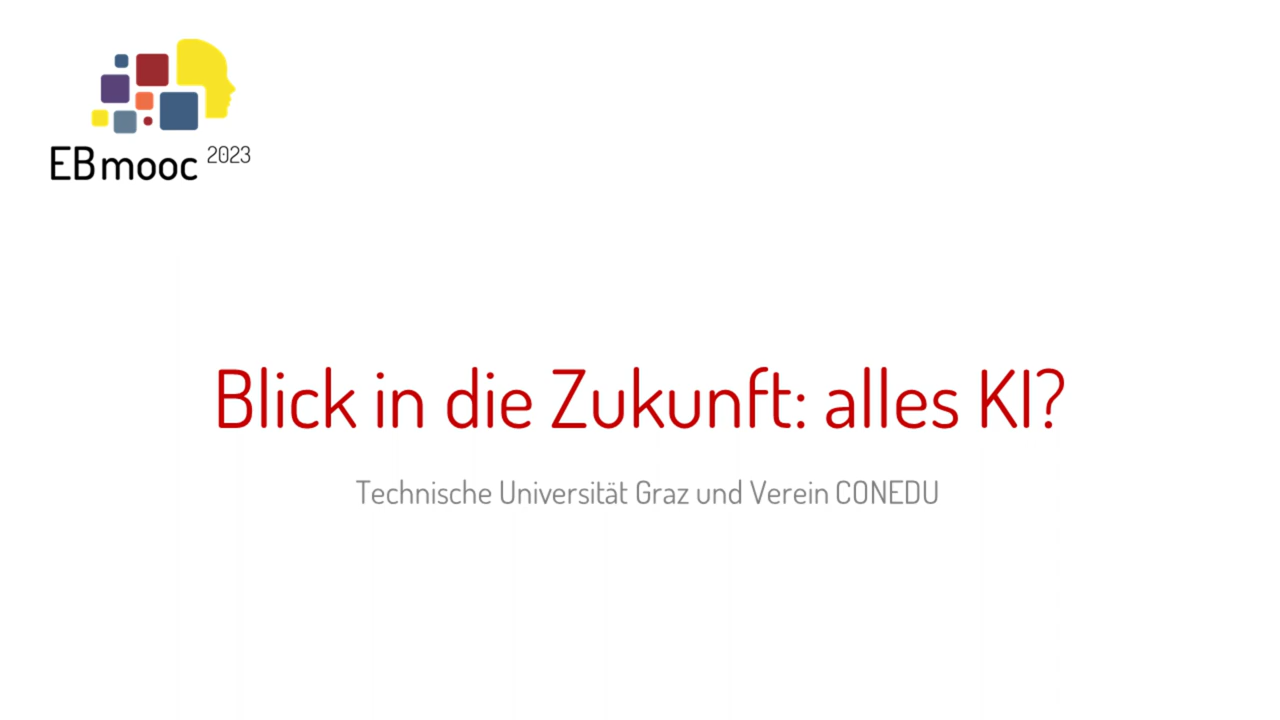 EBmooc 2023
Blick in die Zukunft: alles KI?
Technische Universität Graz und Verein CONEDU